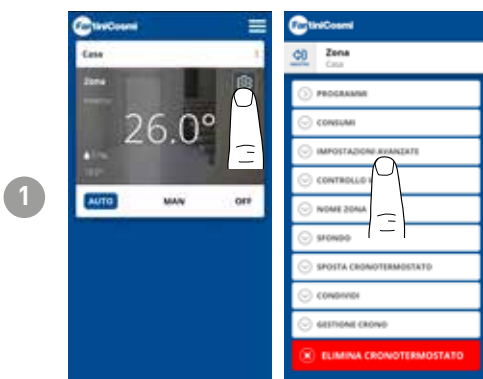 1
FantiniCosmi
Casa
Zona
26.0°
AUTO MAN OFF
FantiniCosmi
Zona
Casa
PROGRAMMI
CONSUMI
IMPOSTAZIONI AVANZATE
CONTROLLO
NOME ZONA
SFONDO
SPOSTA CRONOTERMOSTATO
CONDIVIDI
GESTIONE CRONO
ELIMINA CRONOTERMOSTATO